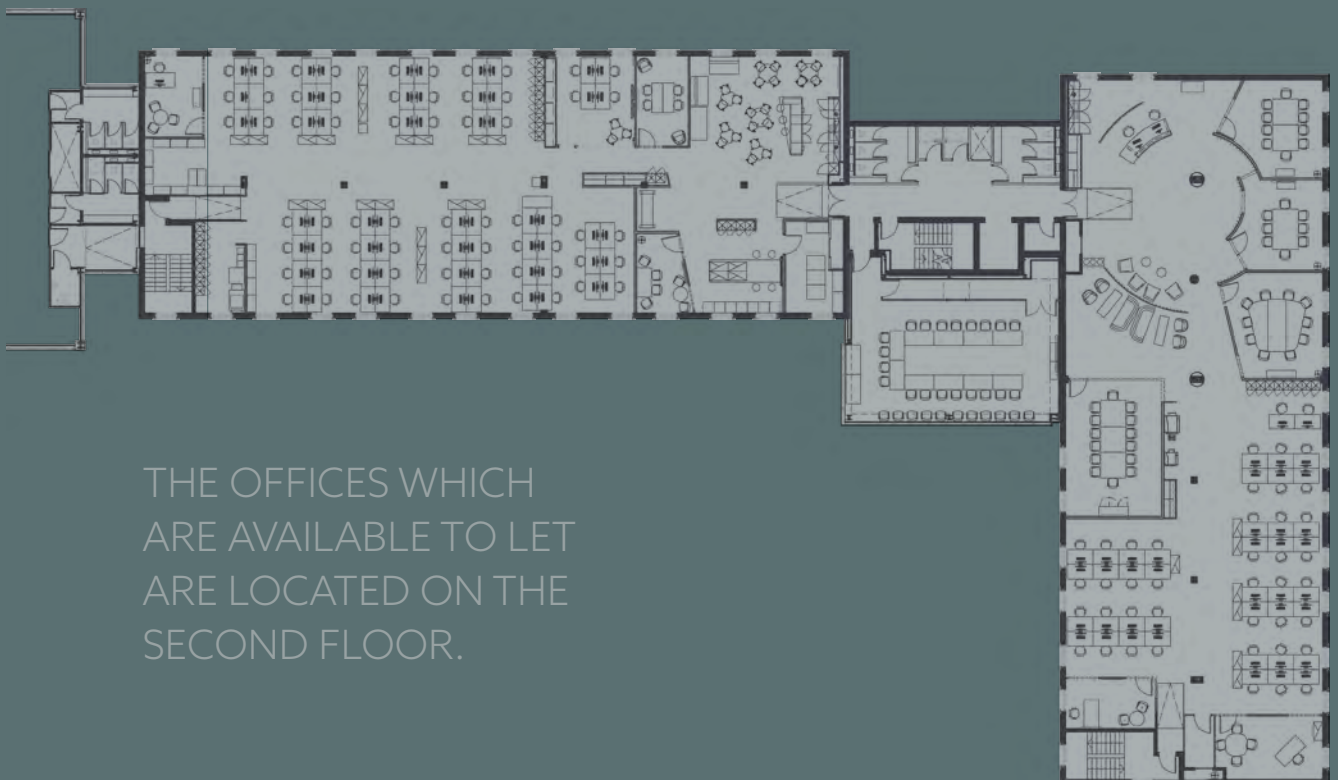 THE OFFICES WHICH
ARE AVAILABLE TO LET
ARE LOCATED ON THE
SECOND FLOOR.